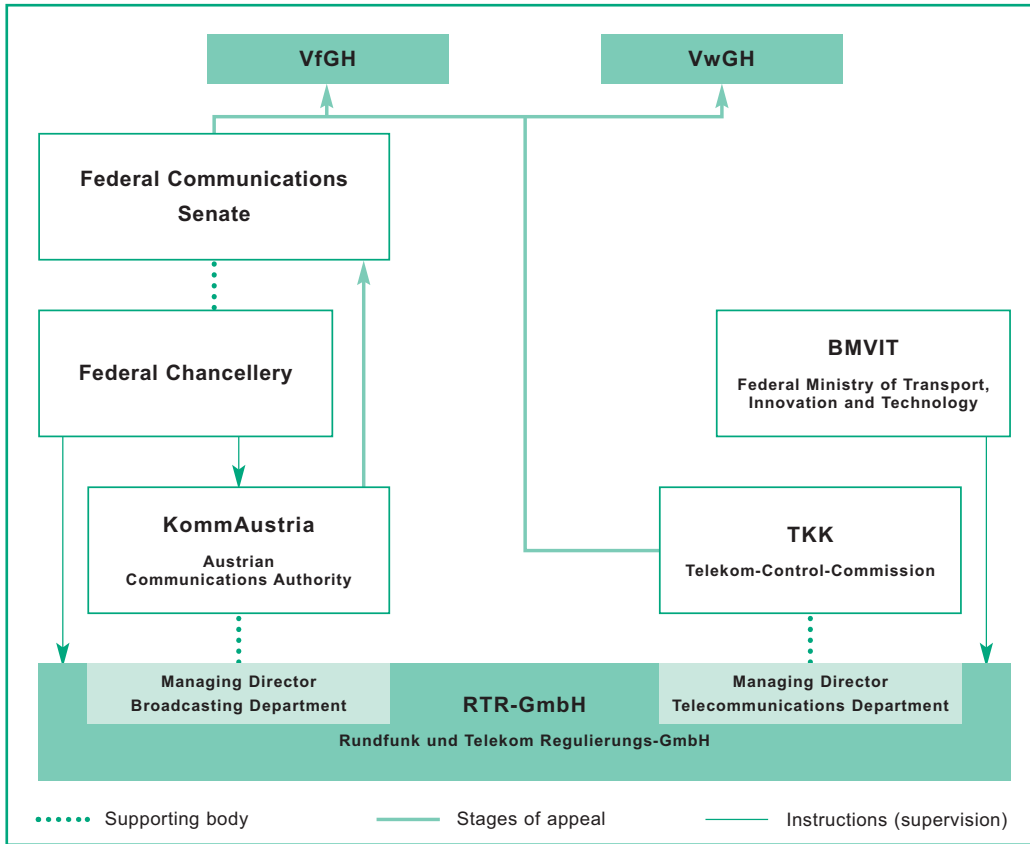 VfGH
VwGH
Federal Communications
Senate
Federal Chancellery
BMVIT
Federal Ministry of Transport,
Innovation and Technology
KommAustria
Austrian
Communications Authority
TKK
Telekom-Control-Commission
Managing Director
Broadcasting Department
RTR-GmbH
Managing Director
Telecommunications Department
Rundfunk und Telekom Regulierungs-GmbH
Supporting body
Stages of appeal
Instructions (supervision)